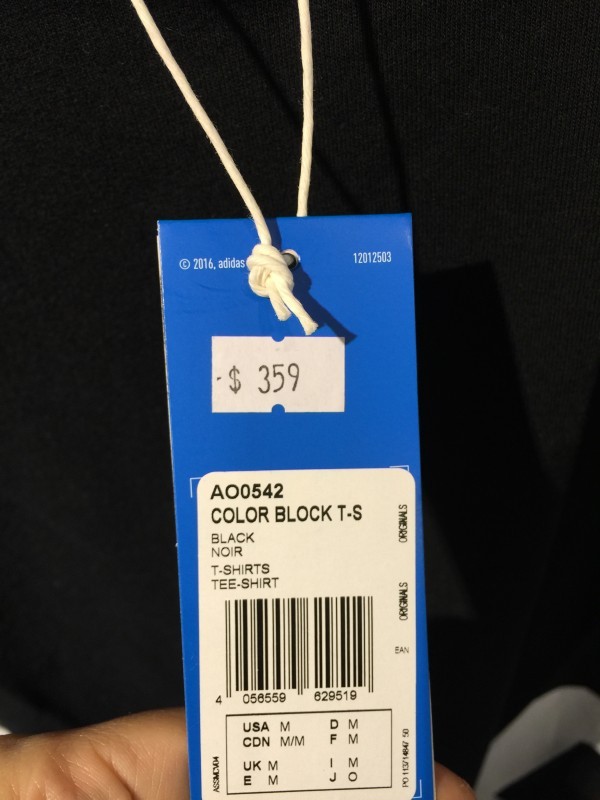 © 2016, adidas
12012503
$ 359
AO0542
COLOR BLOCK T-S
BLACK
NOIR
T-SHIRTS
TEE-SHIRT
ORIGINALS
ORIGINALS
EAN
4 056559 629519
USA M D M
CDN M/M F M
UK M I M
E M J O